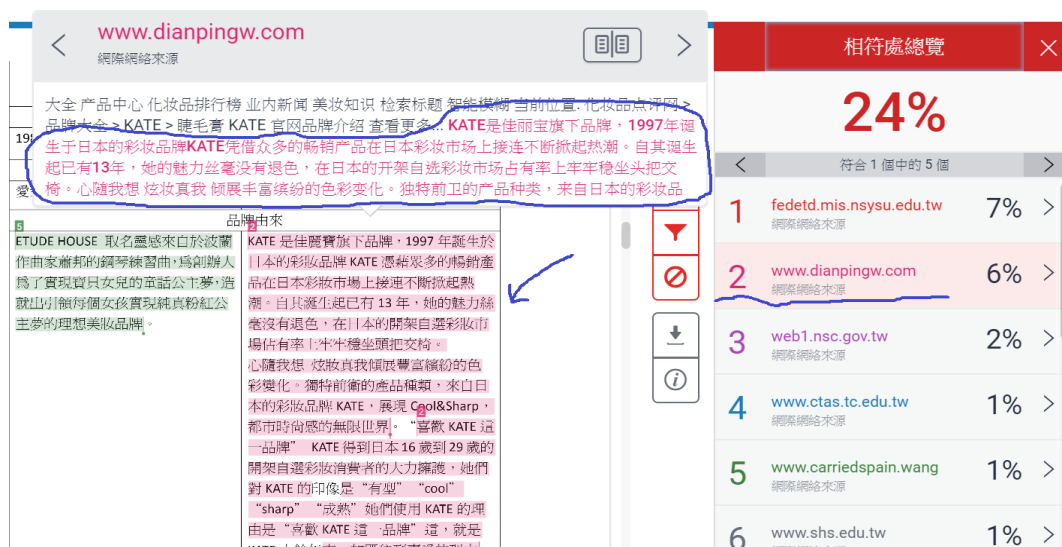 www.dianpingw.com
網際網絡來源
大全 产品中心 化妆品排行榜 业内新闻 美妆知识 检索标题 智能模糊 当前位置. 化妆品点评网 >
品牌大全 > KATE > 睫毛膏 KATE 官网品牌介绍 查看更多... KATE是佳丽宝旗下品牌，1997年诞
生于日本的彩妆品牌KATE凭借众多的畅销产品在日本彩妆市场上接连不断掀起热潮。自其诞生
起已有13年，她的魅力丝毫没有退色，在日本的开架自选彩妆市场占有率上牢牢稳坐头把交
椅。心随我想 炫妆真我 倾展丰富缤纷的色彩变化。独特前卫的产品种类，来自日本的彩妆品
品牌由來
5
ETUDE HOUSE 取名靈感來自於波蘭
作曲家蕭邦的鋼琴練習曲，為創辦人
為了實現寶貝女兒的童話公主夢，造
就出引領每個女孩實現純真粉紅公
主夢的理想美妝品牌。
2
KATE 是佳麗寶旗下品牌，1997 年誕生於
日本的彩妝品牌 KATE 憑藉眾多的暢銷產
品在日本彩妝市場上接連不斷掀起熱
潮。自其誕生起已有 13 年，她的魅力絲
毫沒有退色，在日本的開架自選彩妝市
場佔有率上牢牢穩坐頭把交椅。
心隨我想 炫妝真我傾展豐富繽紛的色
彩變化。獨特前衛的產品種類，來自日
本的彩妝品牌 KATE，展現 Cool&Sharp，
2
都市時尚感的無限世界。“喜歡 KATE 這
一品牌” KATE 得到日本 16 歲到 29 歲的
開架自選彩妝消費者的大力擁護，她們
對 KATE 的印像是“有型” “cool”
“sharp” “成熟”她們使用 KATE 的理
由是“喜歡 KATE 這一品牌”這，就是
相符處總覽
24%
符合 1 個中的 5 個
1 fedetd.mis.nsysu.edu.tw 7%
網際網絡來源
2 www.dianpingw.com 6%
網際網絡來源
3 web1.nsc.gov.tw 2%
網際網絡來源
4 www.ctas.tc.edu.tw 1%
網際網絡來源
5 www.carriedspain.wang 1%
網際網絡來源
6 www.shs.edu.tw 1%
網際網絡來源